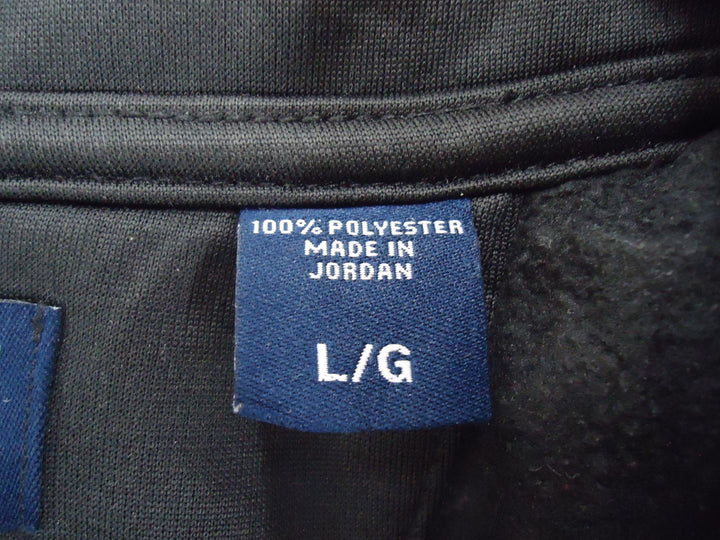 100% POLYESTER
MADE IN
JORDAN
L/G